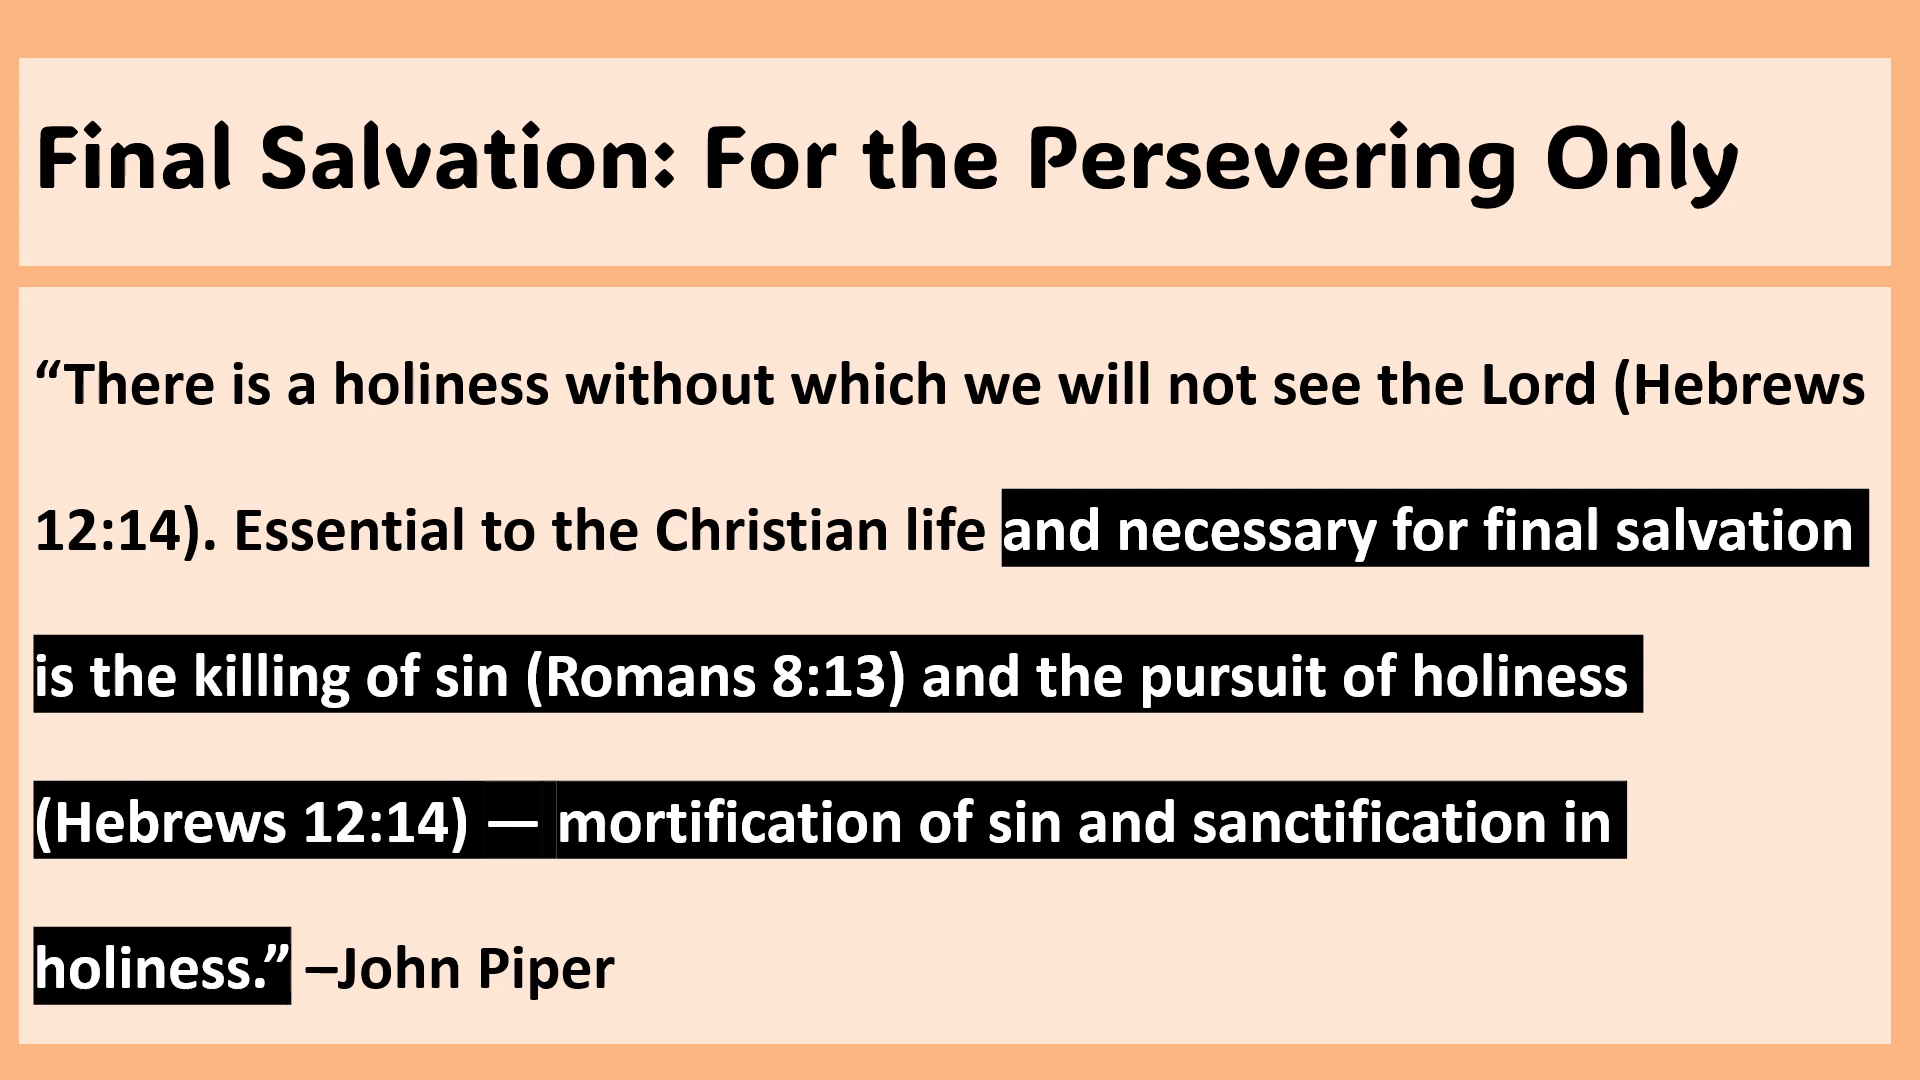 Final Salvation: For the Persevering Only
“There is a holiness without which we will not see the Lord (Hebrews
12:14). Essential to the Christian life and necessary for final salvation
is the killing of sin (Romans 8:13) and the pursuit of holiness
(Hebrews 12:14) — mortification of sin and sanctification in
holiness.” –John Piper